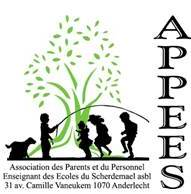 APPEES
Association des Parents et du Personnel
Enseignant des Ecoles du Scherdemael asbl
31 av. Camille Vaneukem 1070 Anderlecht